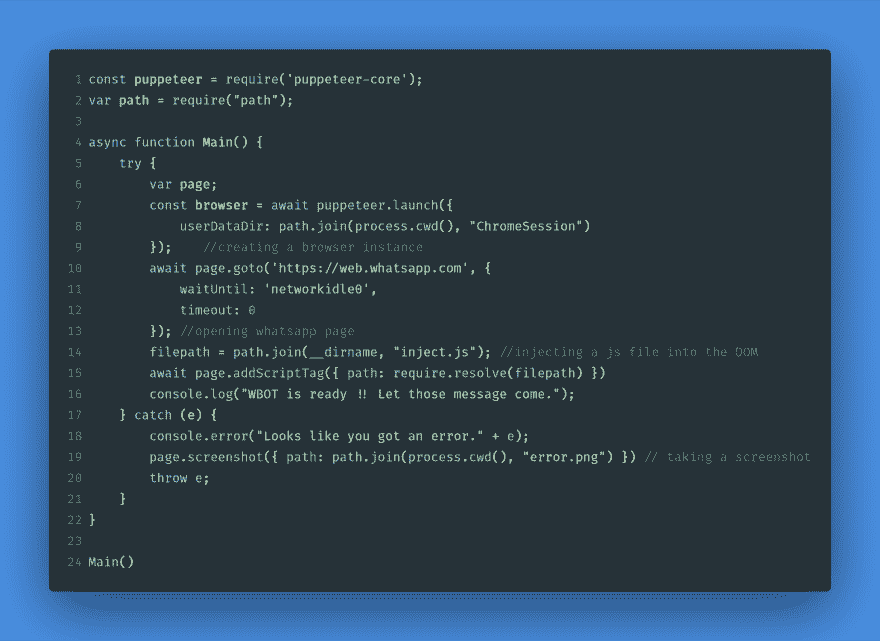 1 const puppeteer = require('puppeteer-core');
2 var path = require("path");
3
4 async function Main() {
5     try {
6         var page;
7         const browser = await puppeteer.launch({
8             userDataDir: path.join(process.cwd(), "ChromeSession")
9         });    //creating a browser instance
10         await page.goto('https://web.whatsapp.com', {
11             waitUntil: 'networkidle0',
12             timeout: 0
13         }); //opening whatsapp page
14         filepath = path.join(__dirname, "inject.js"); //injecting a js file into the DOM
15         await page.addScriptTag({ path: require.resolve(filepath) })
16         console.log("WBOT is ready !! Let those message come.");
17     } catch (e) {
18         console.error("Looks like you got an error." + e);
19         page.screenshot({ path: path.join(process.cwd(), "error.png") }) // taking a screenshot
20         throw e;
21     }
22 }
23
24 Main()